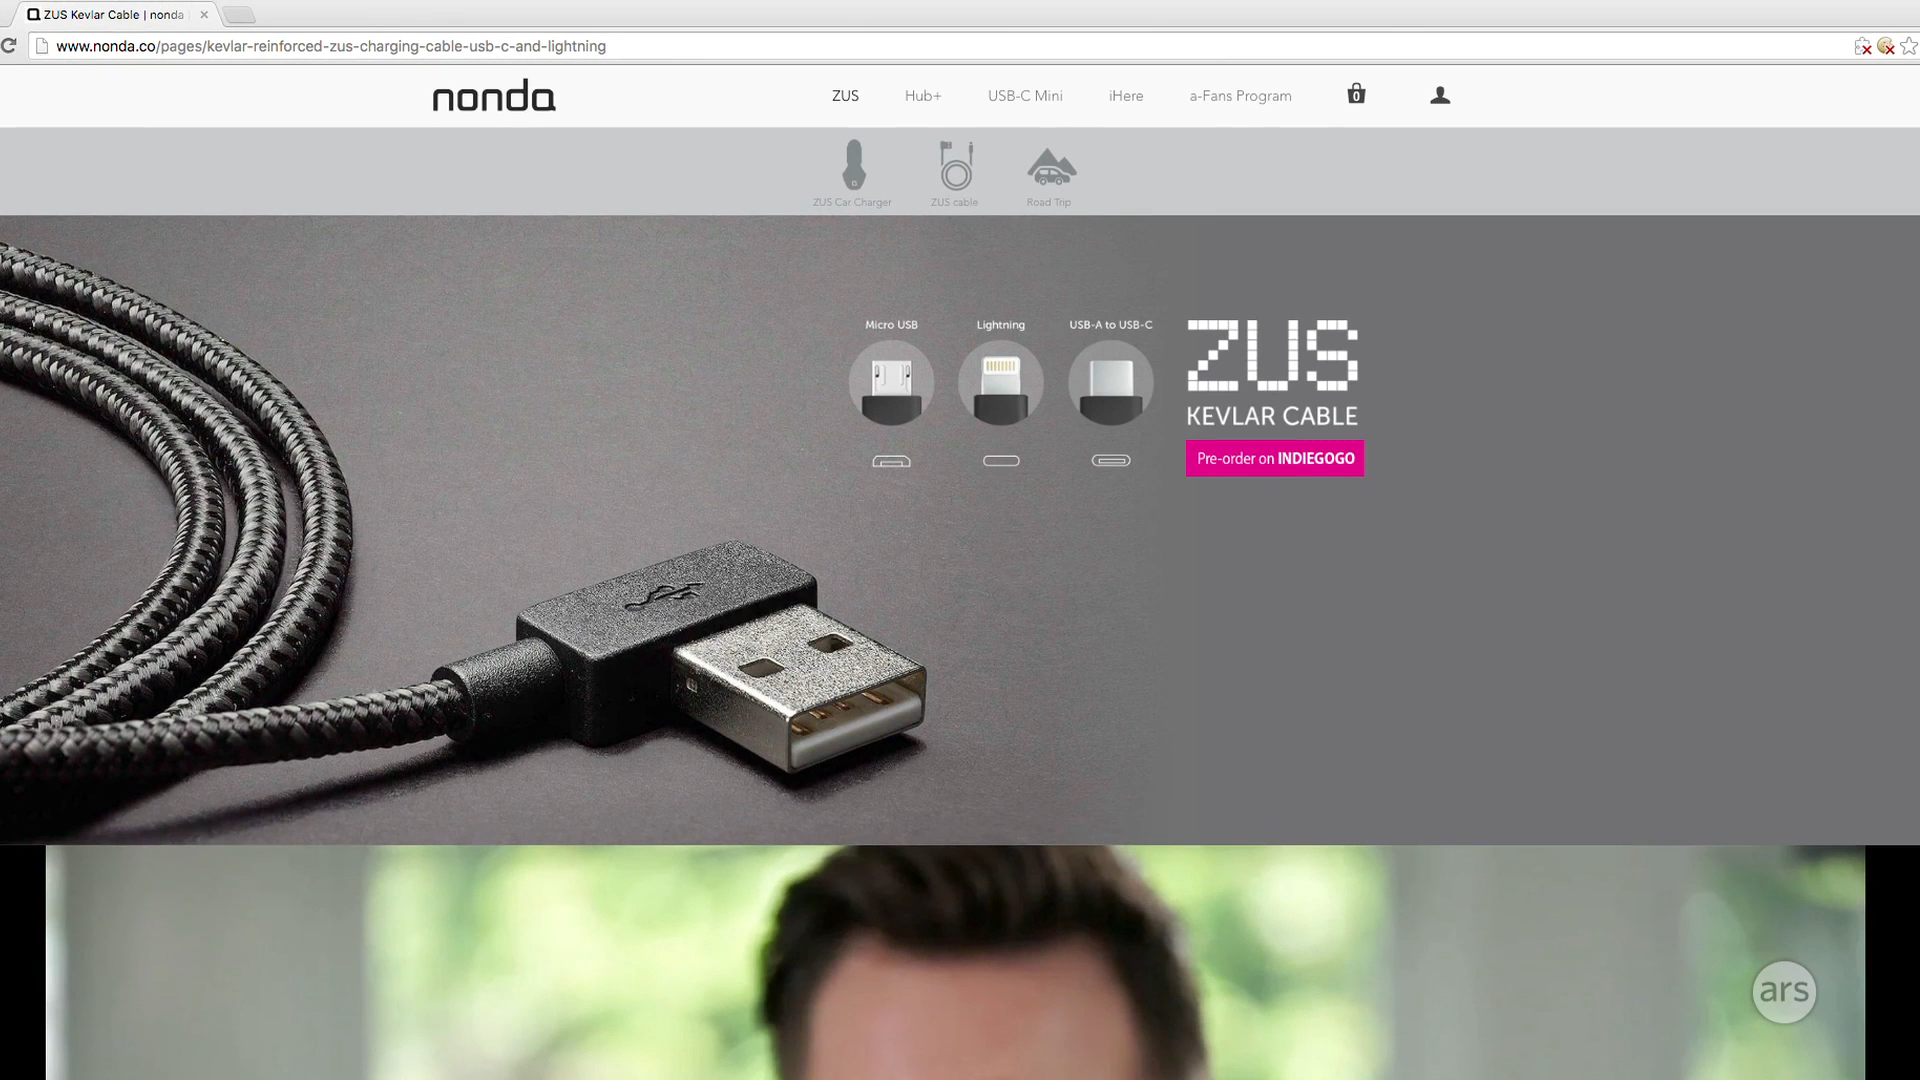 ZUS Kevlar Cable | nonda
www.nonda.co/pages/kevlar-reinforced-zus-charging-cable-usb-c-and-lightning
nonda
ZUS
Hub+
USB-C Mini
iHere
a-Fans Program
0
ZUS Car Charger
ZUS cable
Road Trip
Micro USB
Lightning
USB-A to USB-C
ZUS
KEVLAR CABLE
Pre-order on INDIEGOGO
ars